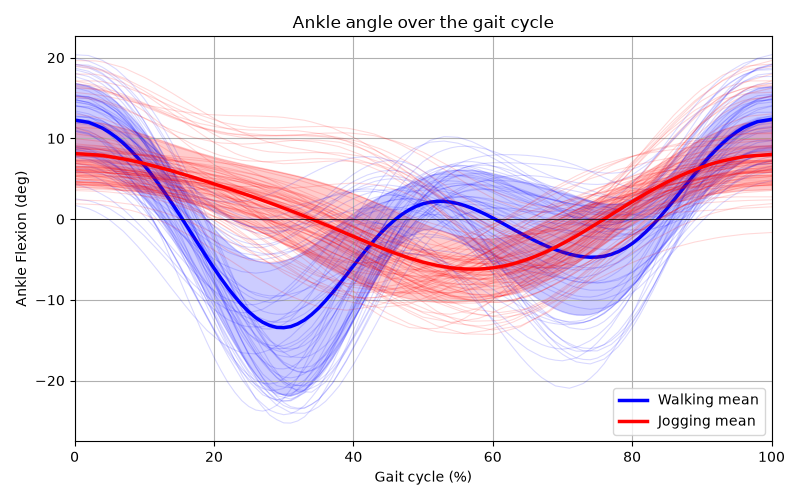 Ankle angle over the gait cycle
Ankle Flexion (deg)
20
10
0
−10
−20
0
20
40
60
80
100
Gait cycle (%)
Walking mean
Jogging mean